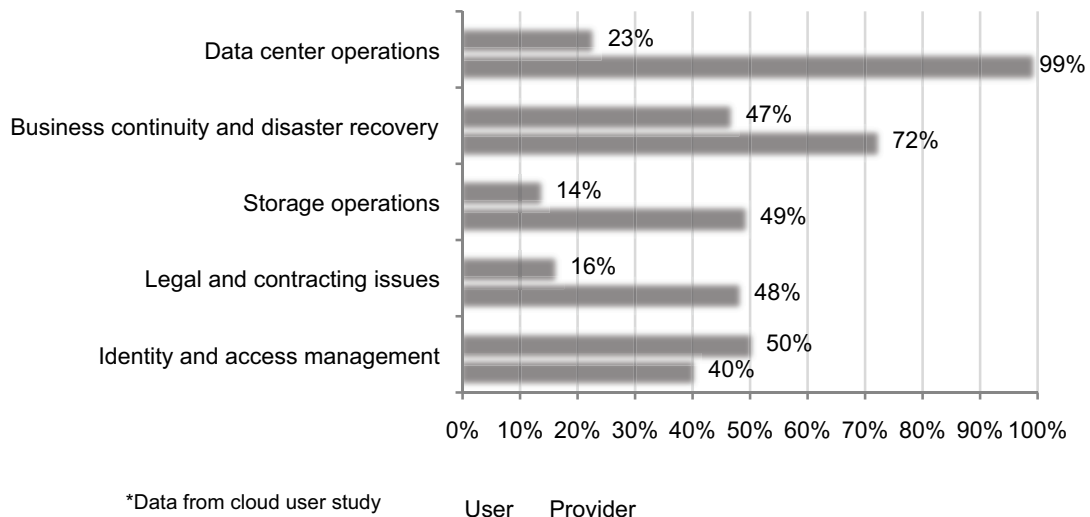 Data center operations
23%
99%
Business continuity and disaster recovery
47%
72%
Storage operations
14%
49%
Legal and contracting issues
16%
48%
Identity and access management
50%
40%
0% 10% 20% 30% 40% 50% 60% 70% 80% 90% 100%
*Data from cloud user study
User Provider